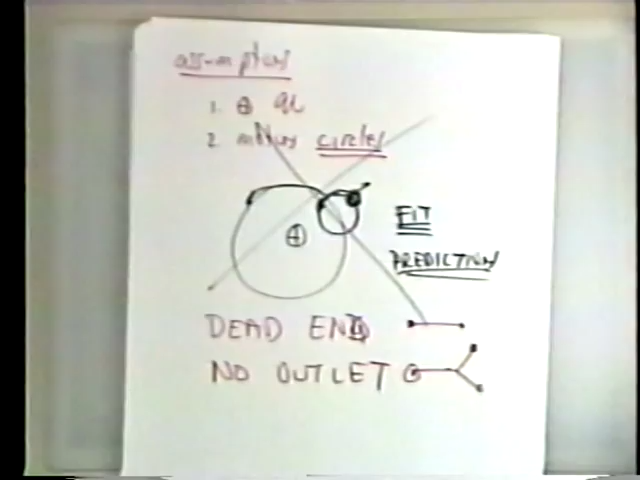 assumptions
1. ⊕ at
2 motions circles
FIT
PREDICTION
DEAD END
NO OUTLET